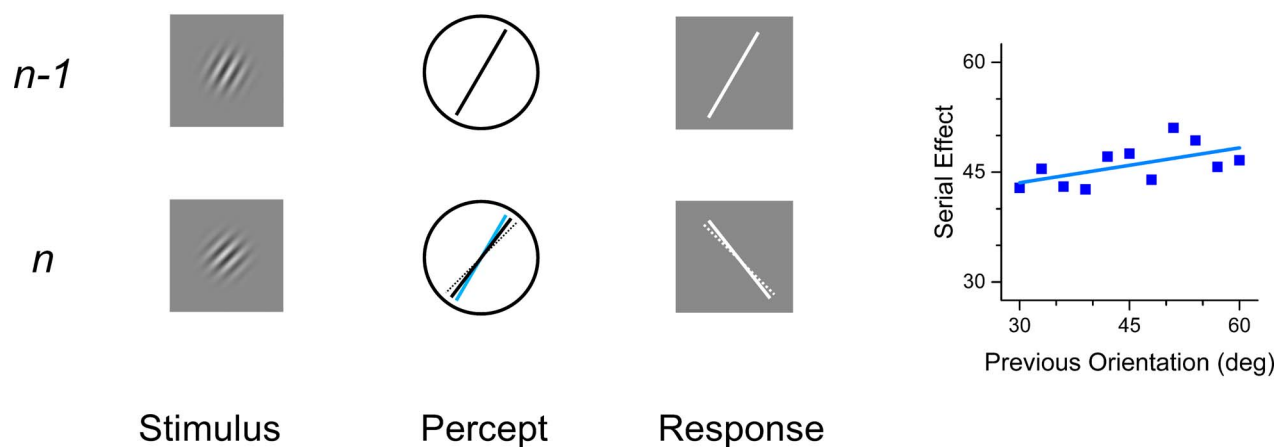 n-1
n
Stimulus
Percept
Response
Serial Effect
60
45
30
30 45 60
Previous Orientation (deg)